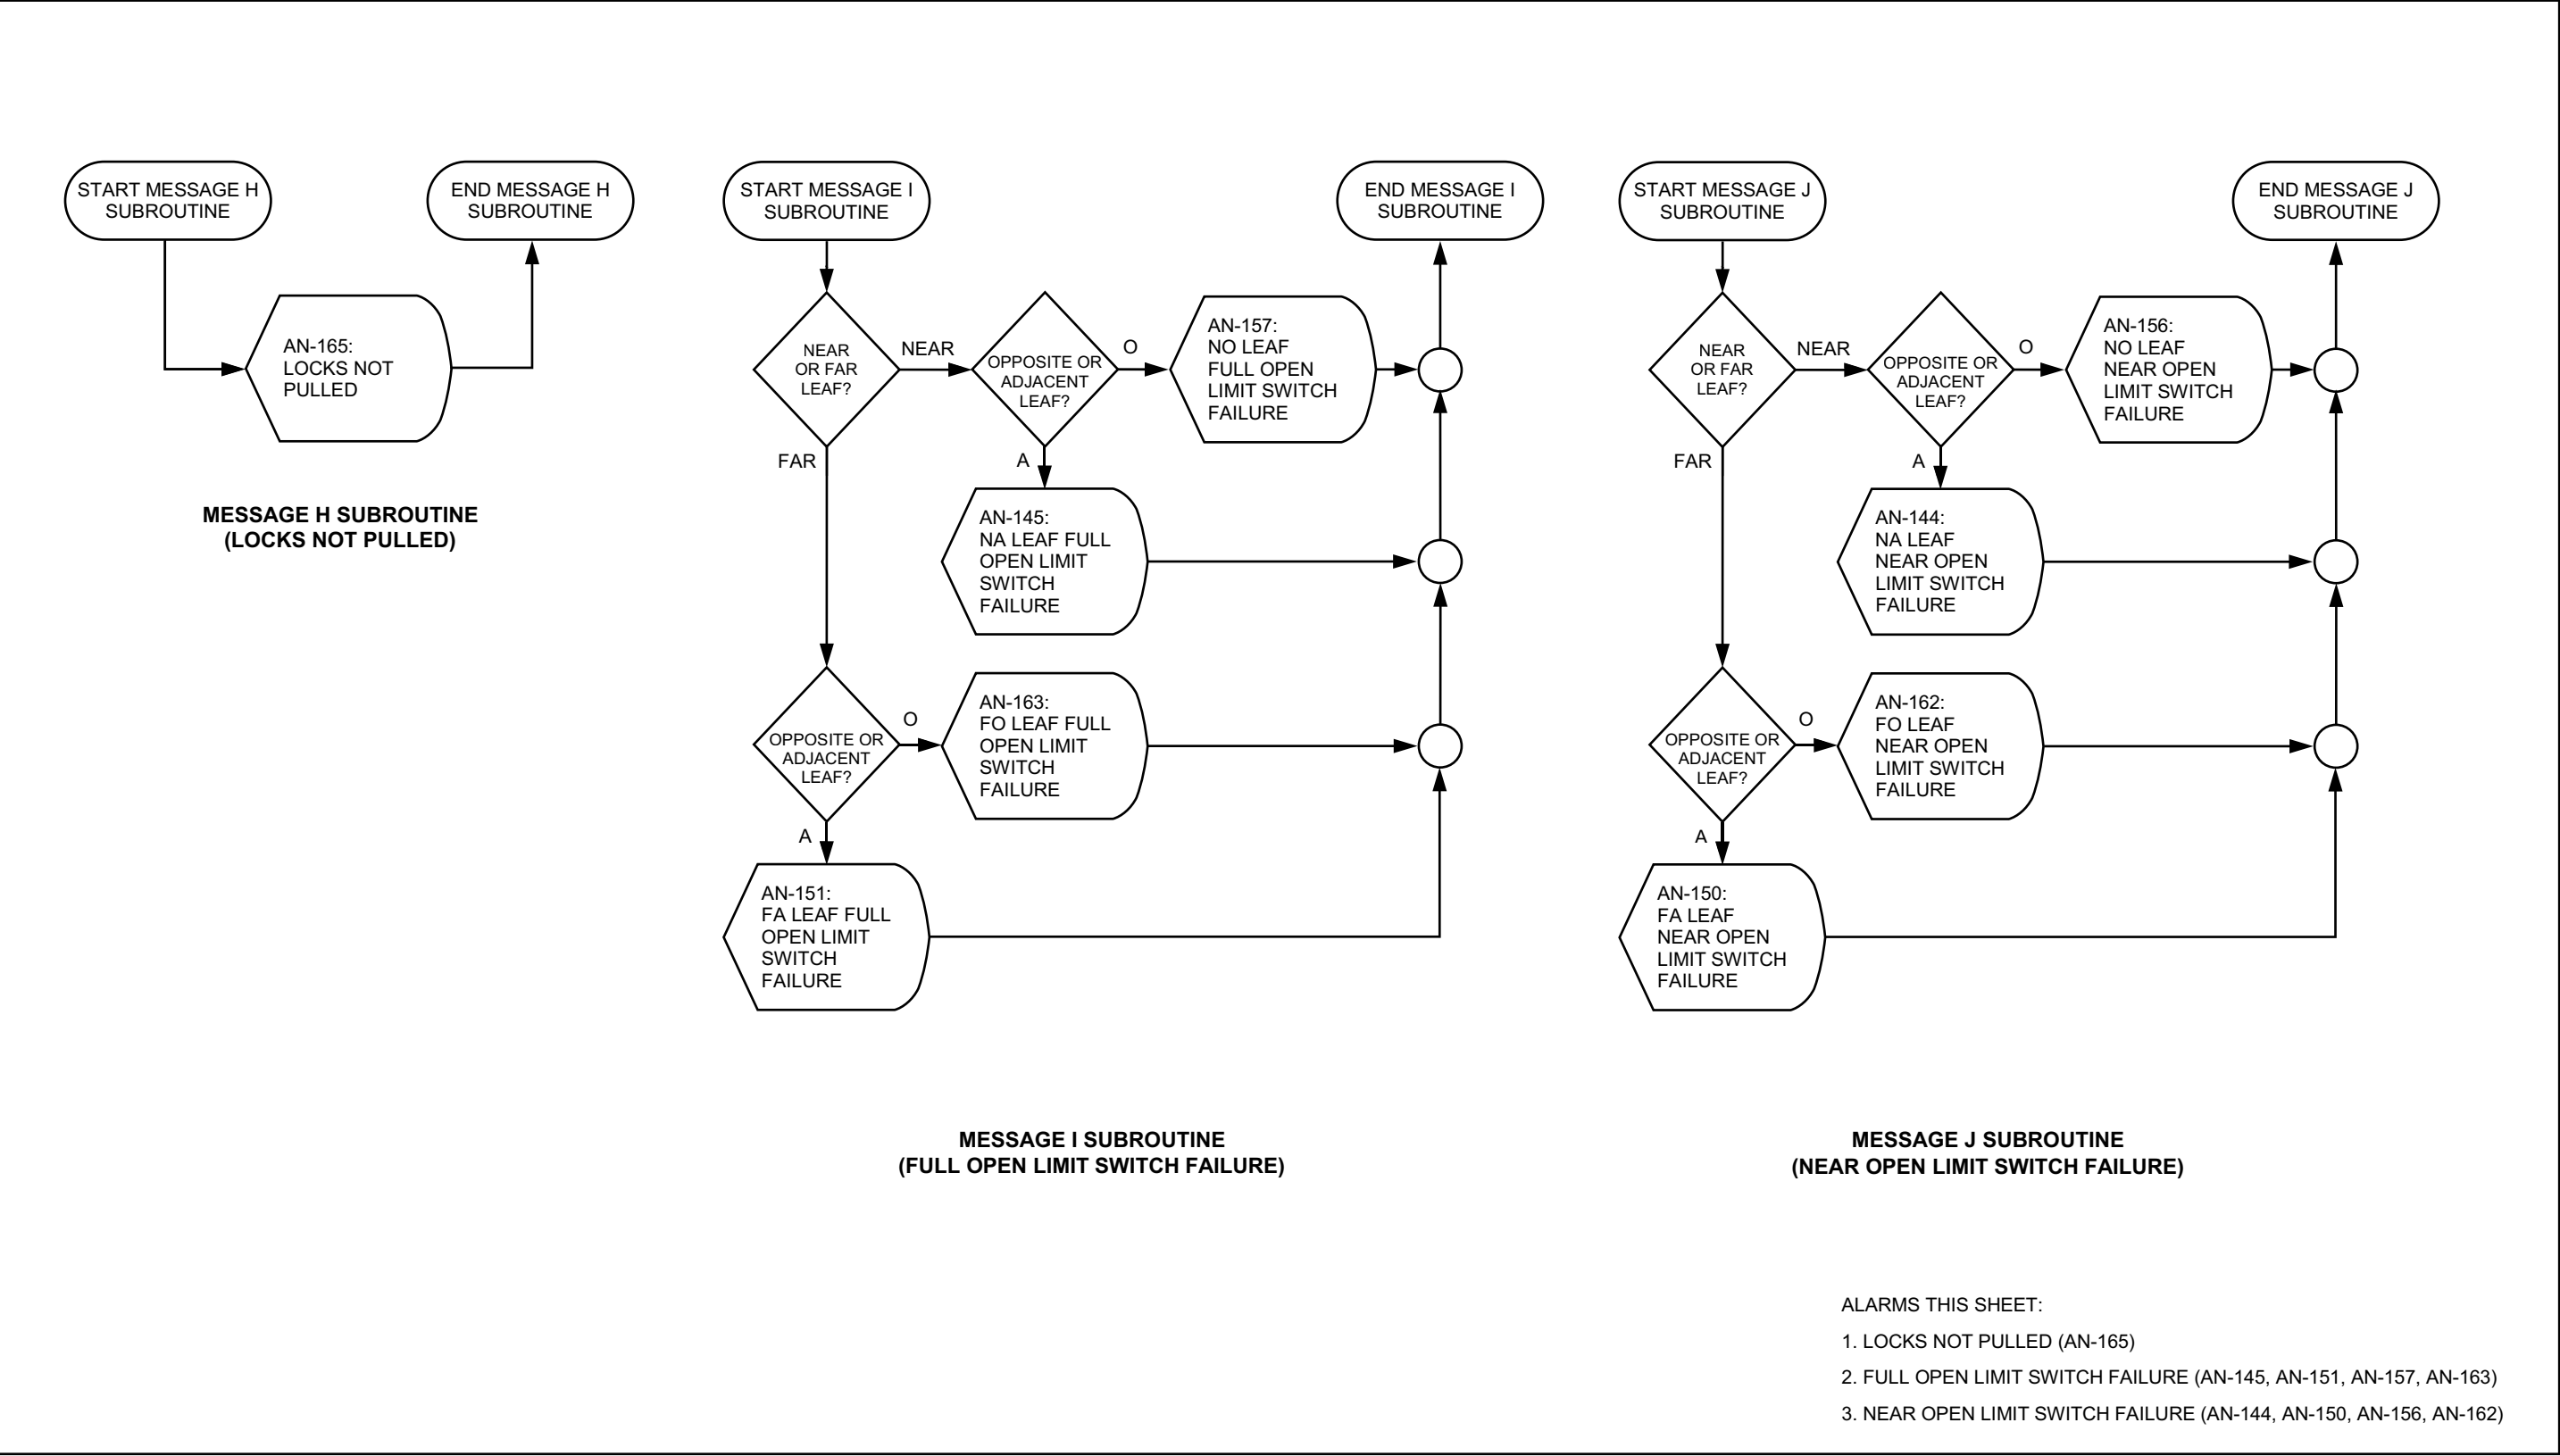 START MESSAGE H
SUBROUTINE
END MESSAGE H
SUBROUTINE
AN-165:
LOCKS NOT
PULLED
MESSAGE H SUBROUTINE
(LOCKS NOT PULLED)
START MESSAGE I
SUBROUTINE
END MESSAGE I
SUBROUTINE
NEAR
OR FAR
LEAF?
NEAR
OPPOSITE OR
ADJACENT
LEAF?
O
AN-157:
NO LEAF
FULL OPEN
LIMIT SWITCH
FAILURE
FAR
A
AN-145:
NA LEAF FULL
OPEN LIMIT
SWITCH
FAILURE
OPPOSITE OR
ADJACENT
LEAF?
O
AN-163:
FO LEAF FULL
OPEN LIMIT
SWITCH
FAILURE
A
AN-151:
FA LEAF FULL
OPEN LIMIT
SWITCH
FAILURE
MESSAGE I SUBROUTINE
(FULL OPEN LIMIT SWITCH FAILURE)
START MESSAGE J
SUBROUTINE
END MESSAGE J
SUBROUTINE
NEAR
OR FAR
LEAF?
NEAR
OPPOSITE OR
ADJACENT
LEAF?
O
AN-156:
NO LEAF
NEAR OPEN
LIMIT SWITCH
FAILURE
FAR
A
AN-144:
NA LEAF
NEAR OPEN
LIMIT SWITCH
FAILURE
OPPOSITE OR
ADJACENT
LEAF?
O
AN-162:
FO LEAF
NEAR OPEN
LIMIT SWITCH
FAILURE
A
AN-150:
FA LEAF
NEAR OPEN
LIMIT SWITCH
FAILURE
MESSAGE J SUBROUTINE
(NEAR OPEN LIMIT SWITCH FAILURE)
ALARMS THIS SHEET:
1. LOCKS NOT PULLED (AN-165)
2. FULL OPEN LIMIT SWITCH FAILURE (AN-145, AN-151, AN-157, AN-163)
3. NEAR OPEN LIMIT SWITCH FAILURE (AN-144, AN-150, AN-156, AN-162)